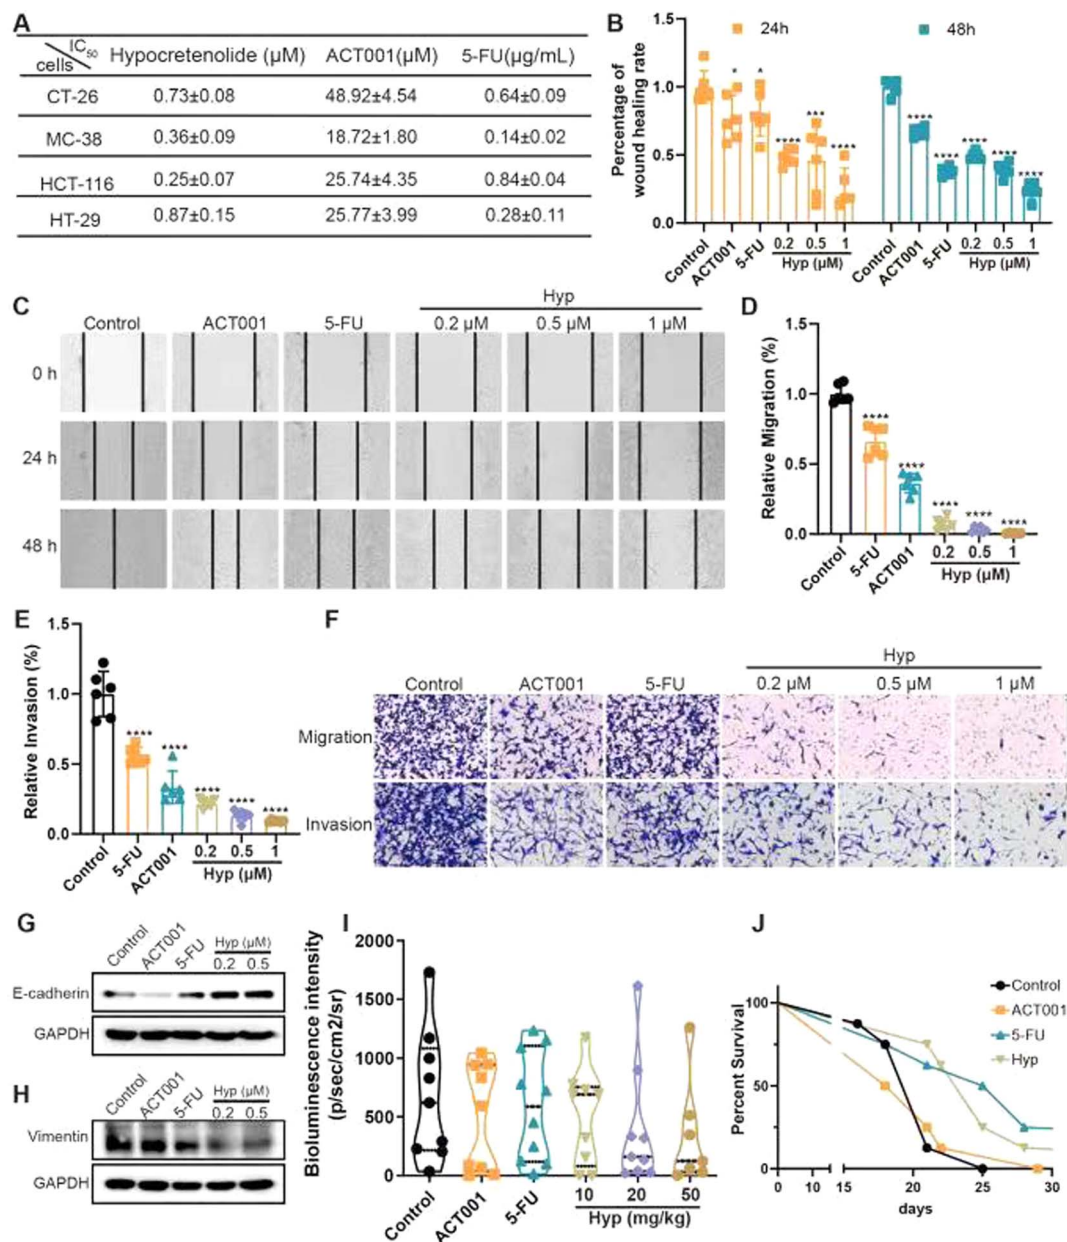 A
IC50
cells
Hypocretenolide (μM) ACT001(μM) 5-FU(μg/mL)
CT-26 0.73±0.08 48.92±4.54 0.64±0.09
MC-38 0.36±0.09 18.72±1.80 0.14±0.02
HCT-116 0.25±0.07 25.74±4.35 0.84±0.04
HT-29 0.87±0.15 25.77±3.99 0.28±0.11
B
24h 48h
Percentage of
wound healing rate
1.5
1.0
0.5
0.0
* * **** *** ****
**** **** **** **** ****
Control ACT001 5-FU 0.2 0.5 1 Control ACT001 5-FU 0.2 0.5 1
Hyp (μM) Hyp (μM)
C
Hyp
Control ACT001 5-FU 0.2 μM 0.5 μM 1 μM
0 h
24 h
48 h
D
Relative Migration (%)
1.5
1.0
0.5
0.0
**** **** **** **** ****
Control 5-FU ACT001 0.2 0.5 1
Hyp (μM)
E
Relative Invasion (%)
1.5
1.0
0.5
0.0
**** **** **** **** ****
Control 5-FU ACT001 0.2 0.5 1
Hyp (μM)
F
Hyp
Control ACT001 5-FU 0.2 μM 0.5 μM 1 μM
Migration
Invasion
G
Control ACT001 5-FU Hyp (μM)
0.2 0.5
E-cadherin
GAPDH
H
Control ACT001 5-FU Hyp (μM)
0.2 0.5
Vimentin
GAPDH
I
Bioluminescence intensity
(p/sec/cm2/sr)
2000
1500
1000
500
0
Control ACT001 5-FU 10 20 50
Hyp (mg/kg)
J
Control
ACT001
5-FU
Hyp
Percent Survival
100
50
0
0 10 15 20 25 30
days